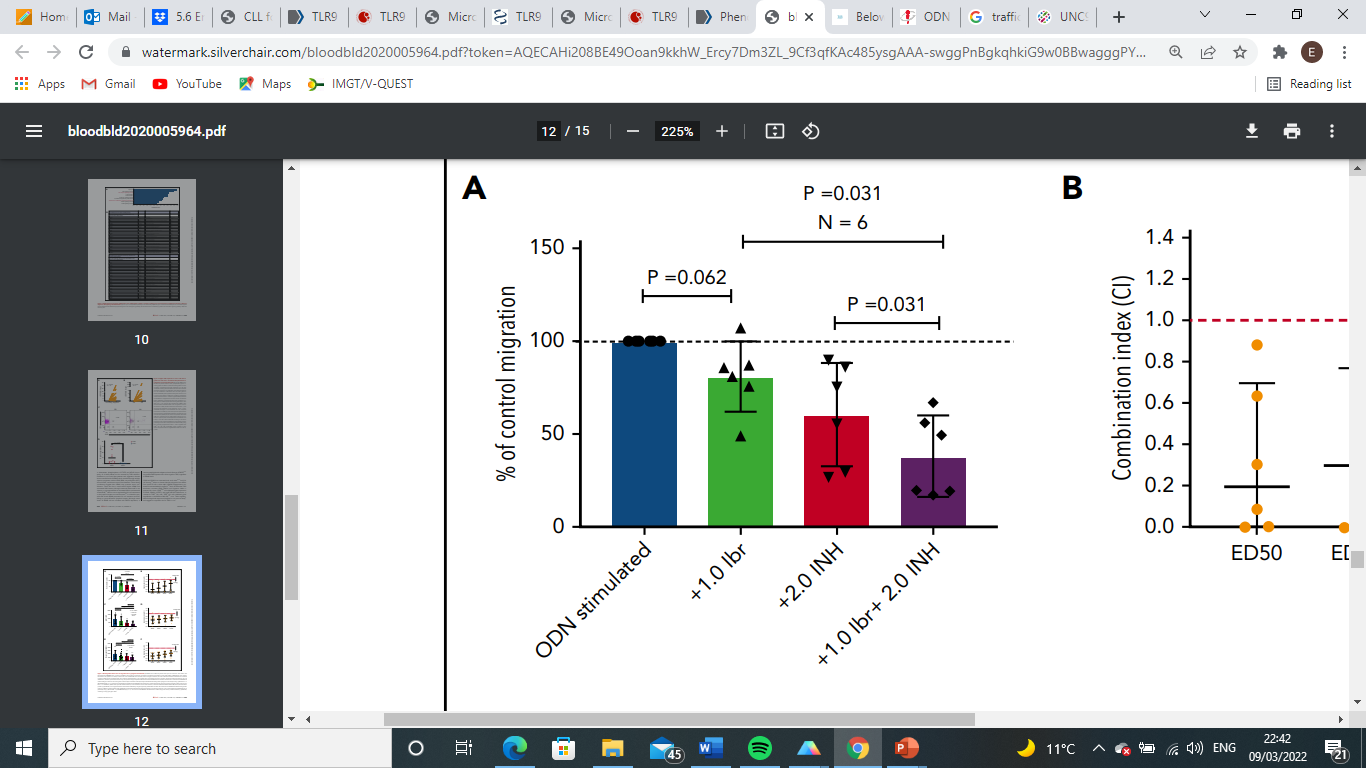 Home
Mail
5.6 E
CLL f
TLR9
TLR9
Micro
TLR9
Micro
TLR9
Phen
bl
Belov
ODN
traffic
UNC9
watermark.silverchair.com/bloodbld2020005964.pdf?token=AQECAHi208BE49Ooan9kkhW_Ercy7Dm3ZL_9Cf3qfKAc485ysgAAA-swggPnBgkqhkiG9w0BBwagggPY...
E
Apps
Gmail
YouTube
Maps
IMGT/V-QUEST
Reading list
bloodbld2020005964.pdf
12 / 15
225%
10
11
12
A
P =0.031
N = 6
P =0.062
P =0.031
% of control migration
150
100
50
0
ODN stimulated
+1.0 Ibr
+2.0 INH
+1.0 Ibr+ 2.0 INH
B
Combination index (CI)
1.4
1.2
1.0
0.8
0.6
0.4
0.2
0.0
ED50
Type here to search
45
11°C
ENG
22:42
09/03/2022
21